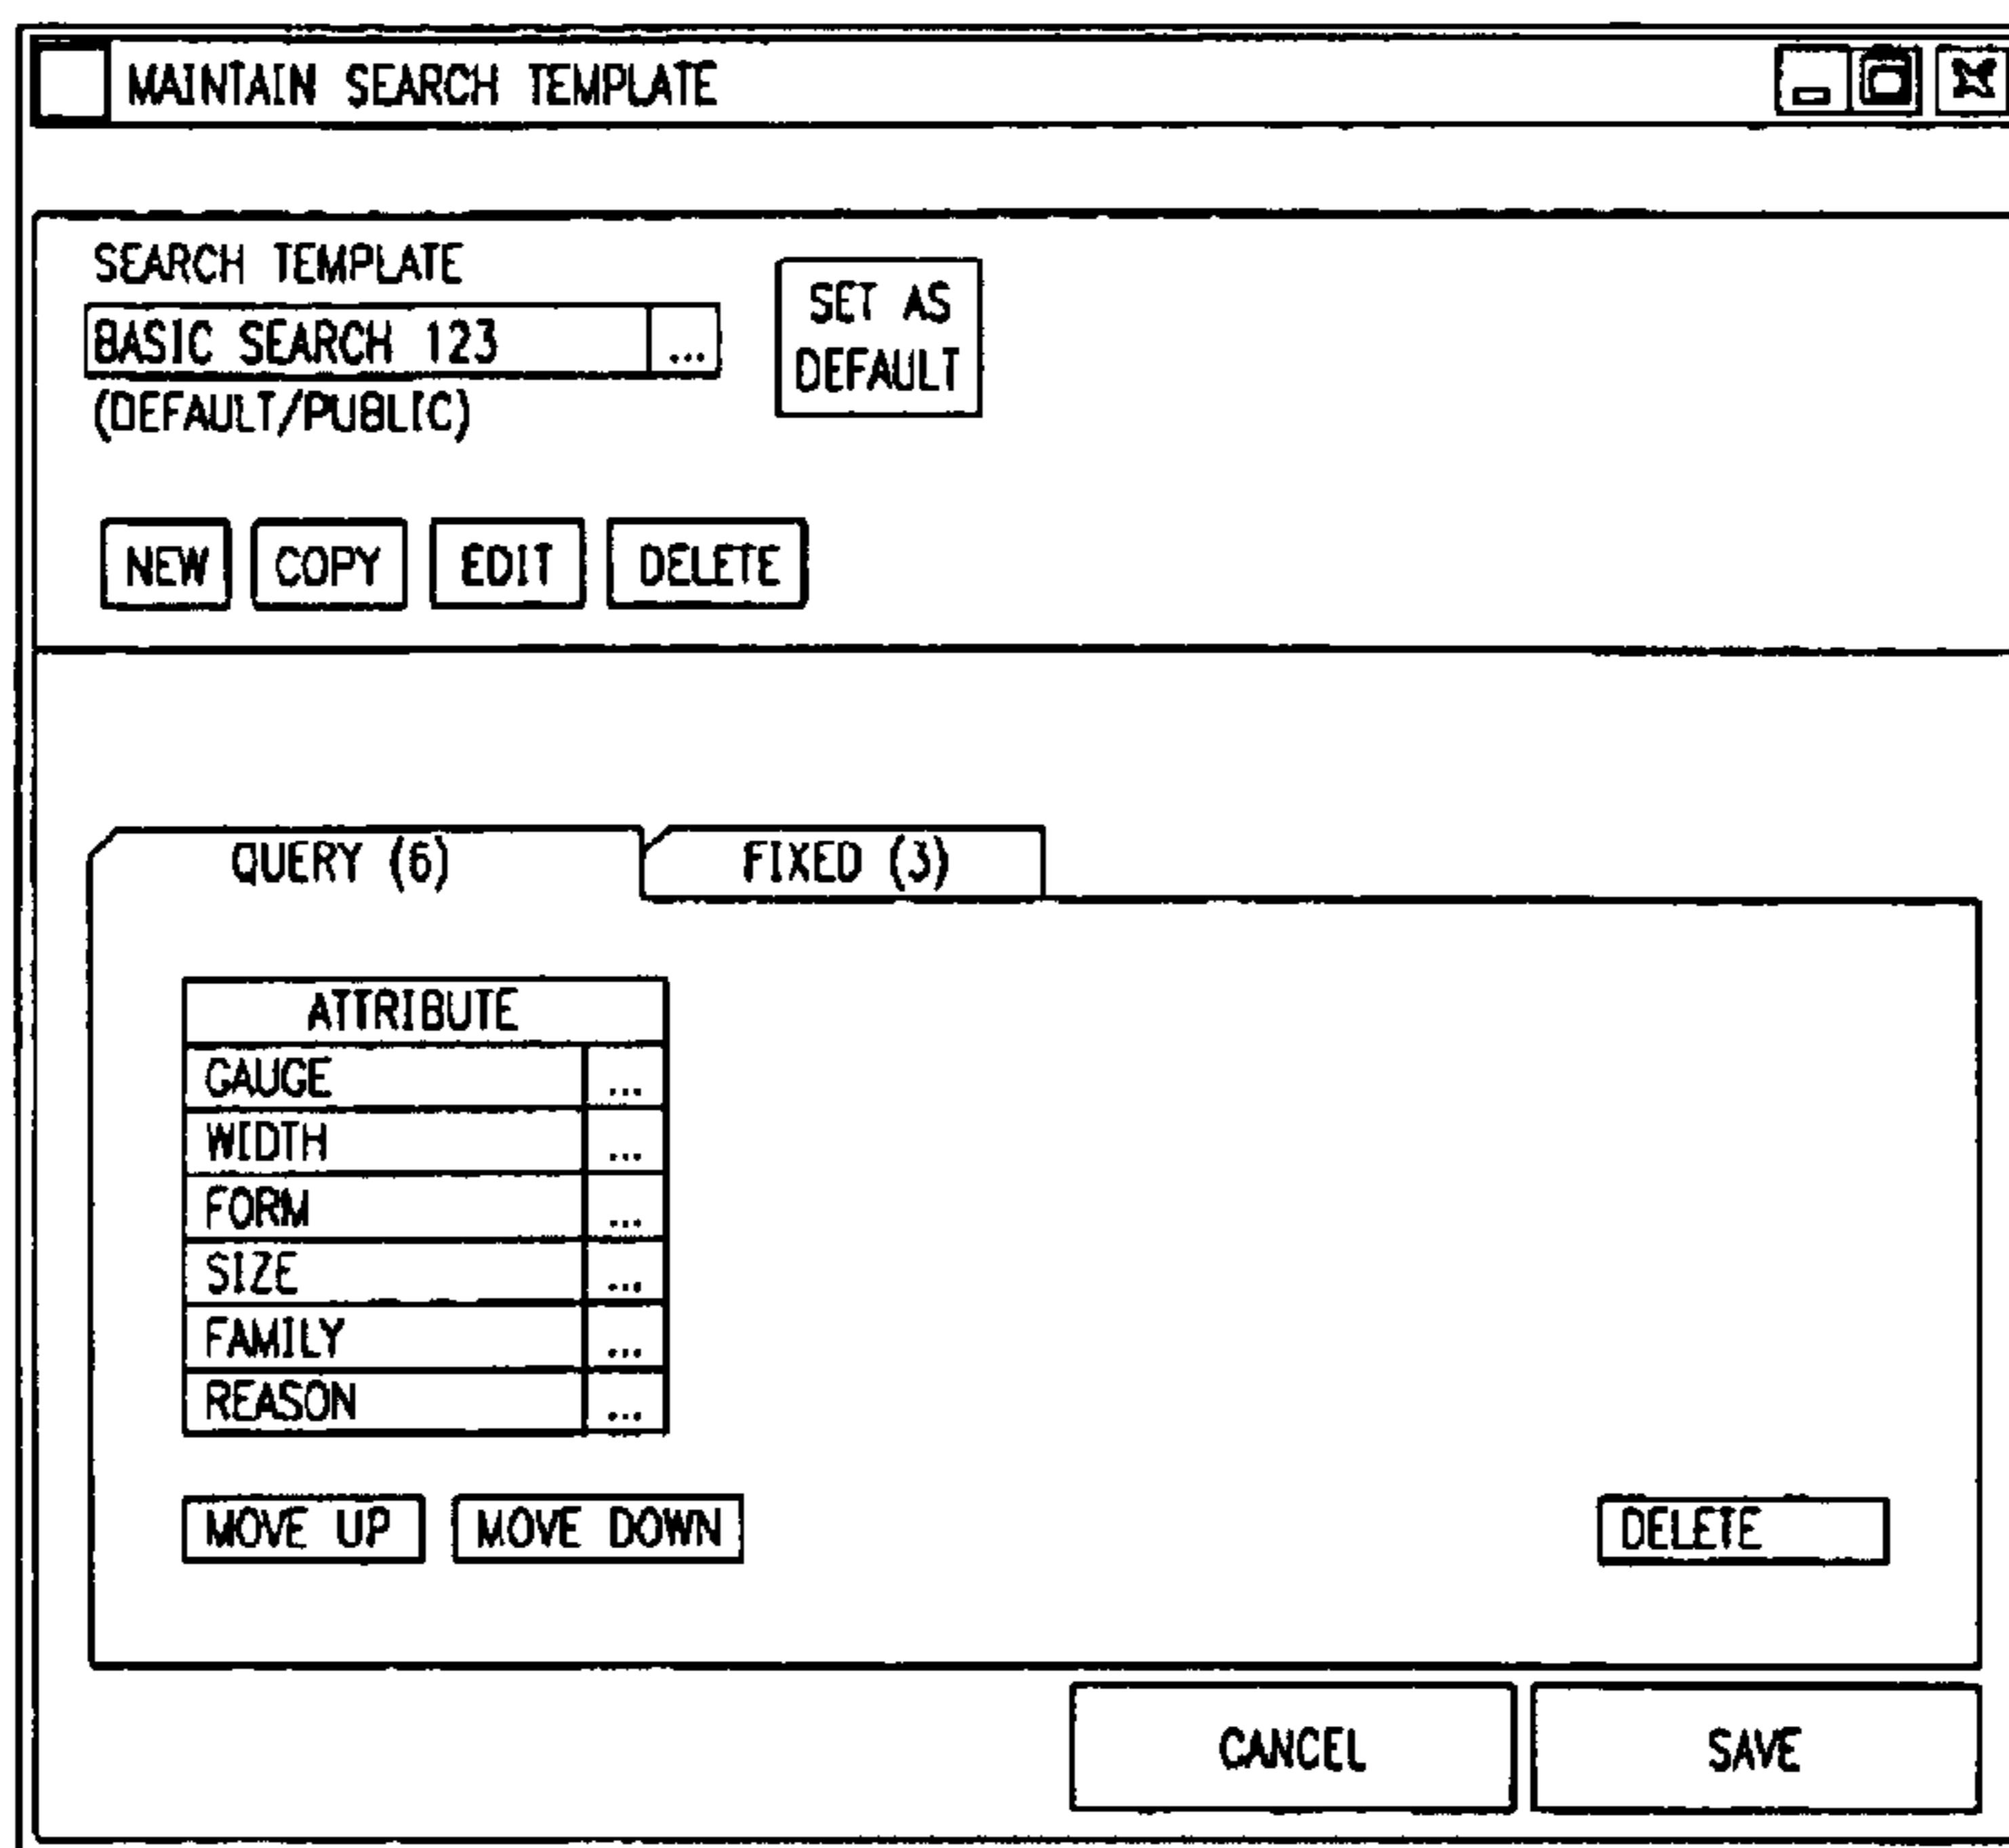 MAINTAIN SEARCH TEMPLATE
SEARCH TEMPLATE
BASIC SEARCH 123 ...
(DEFAULT/PUBLIC)
SET AS
DEFAULT
NEW COPY EDIT DELETE
QUERY (6) FIXED (3)
ATTRIBUTE
GAUGE ...
WIDTH ...
FORM ...
SIZE ...
FAMILY ...
REASON ...
MOVE UP MOVE DOWN DELETE
CANCEL SAVE